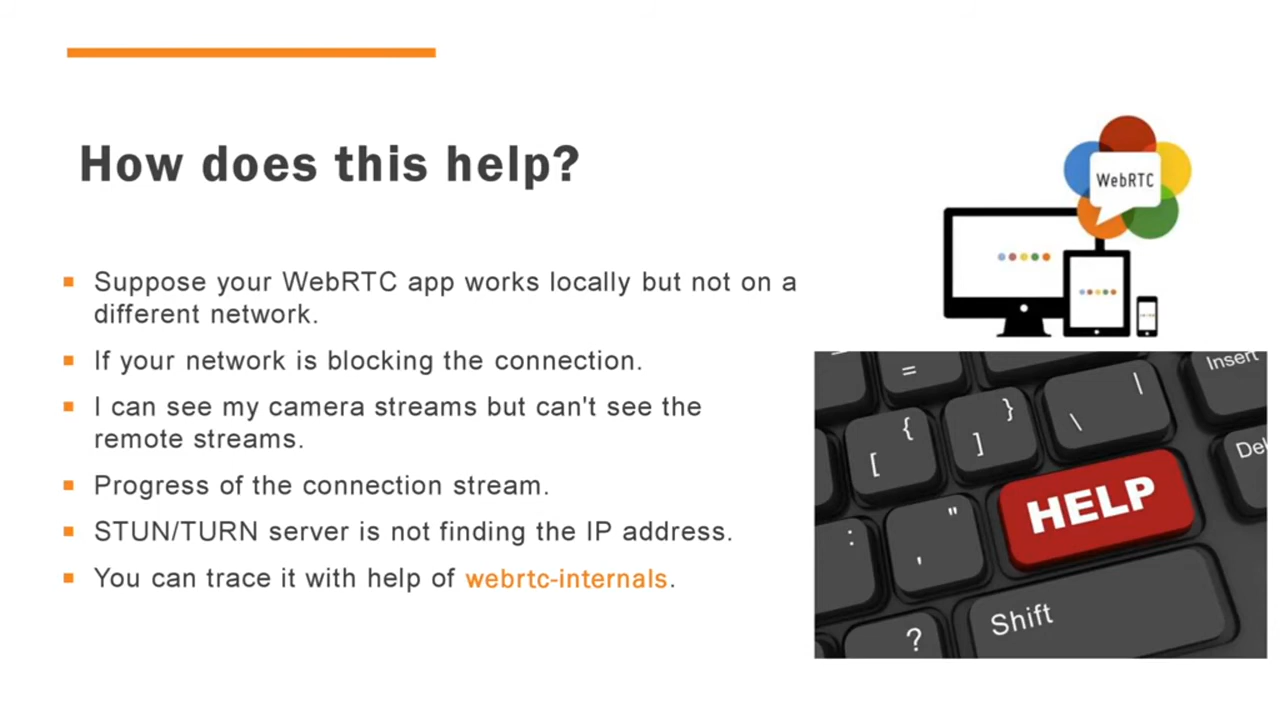 How does this help?
Suppose your WebRTC app works locally but not on a
different network.
If your network is blocking the connection.
I can see my camera streams but can't see the
remote streams.
Progress of the connection stream.
STUN/TURN server is not finding the IP address.
You can trace it with help of webrtc-internals.
WebRTC
=
Insert
{
[
}
]
|
\
Del
HELP
:
"
,
?
Shift